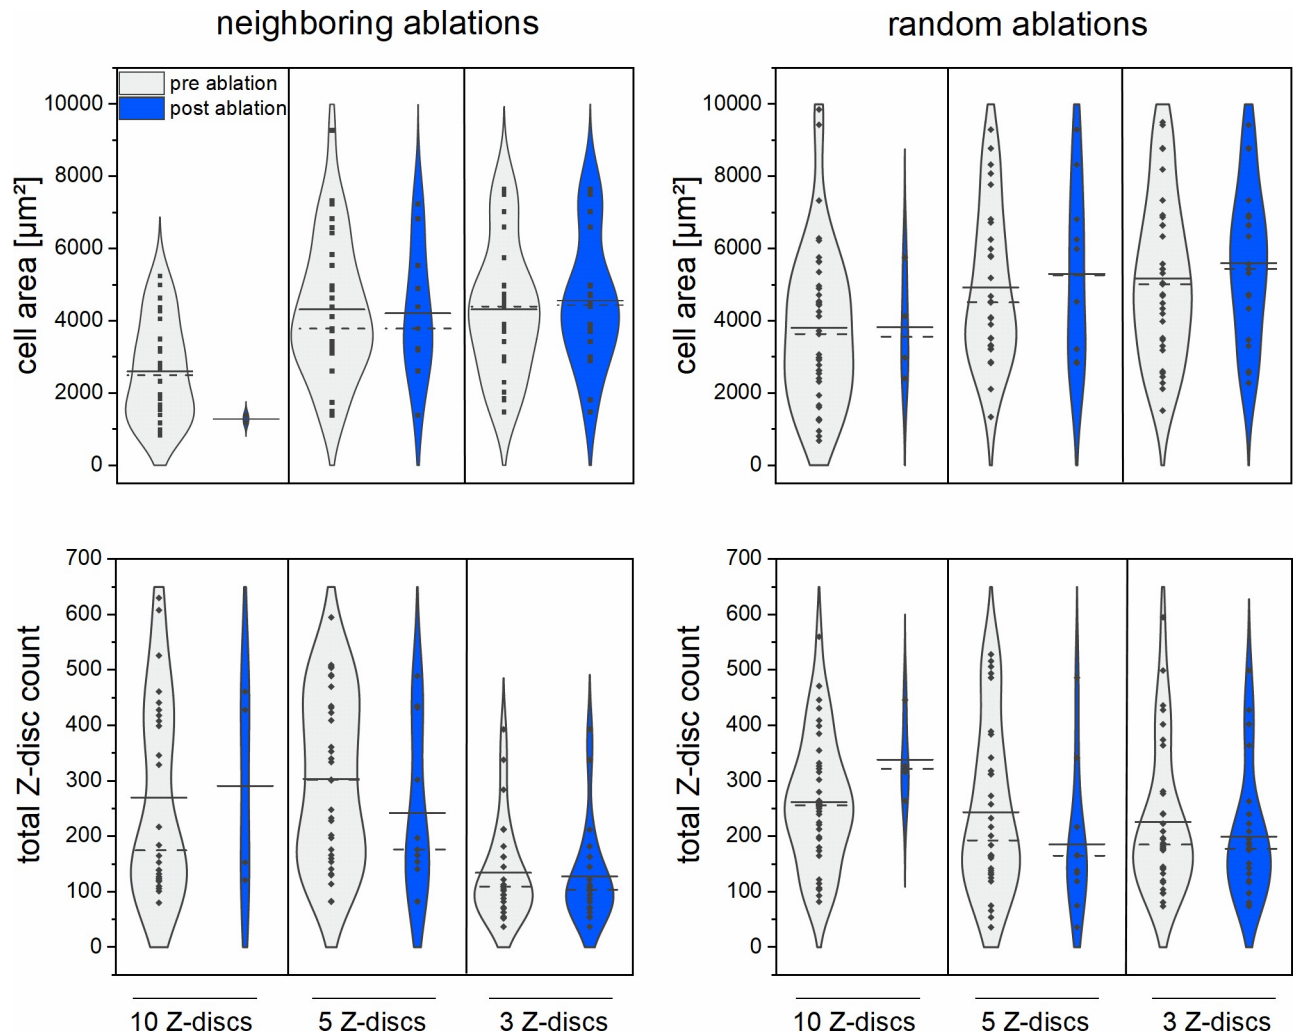 neighboring ablations
random ablations
pre ablation
post ablation
cell area [µm²]
10000
8000
6000
4000
2000
0
cell area [µm²]
10000
8000
6000
4000
2000
0
total Z-disc count
700
600
500
400
300
200
100
0
total Z-disc count
700
600
500
400
300
200
100
0
10 Z-discs
5 Z-discs
3 Z-discs
10 Z-discs
5 Z-discs
3 Z-discs